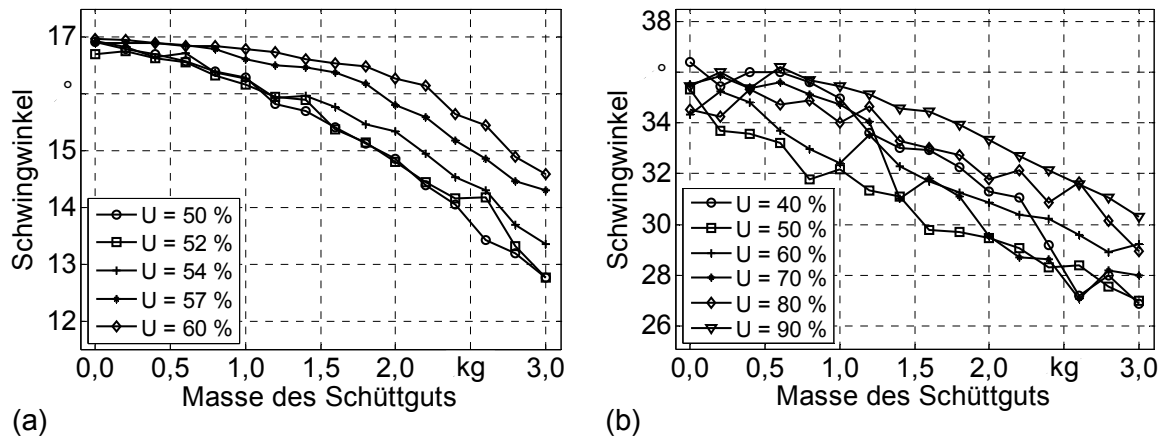 17
16
15
14
13
12
°
Schwingwinkel
U = 50 %
U = 52 %
U = 54 %
U = 57 %
U = 60 %
0,0 0,5 1,0 1,5 2,0 kg 3,0
Masse des Schüttguts
(a)
38
°
34
32
30
28
26
Schwingwinkel
U = 40 %
U = 50 %
U = 60 %
U = 70 %
U = 80 %
U = 90 %
0,0 0,5 1,0 1,5 2,0 kg 3,0
Masse des Schüttguts
(b)